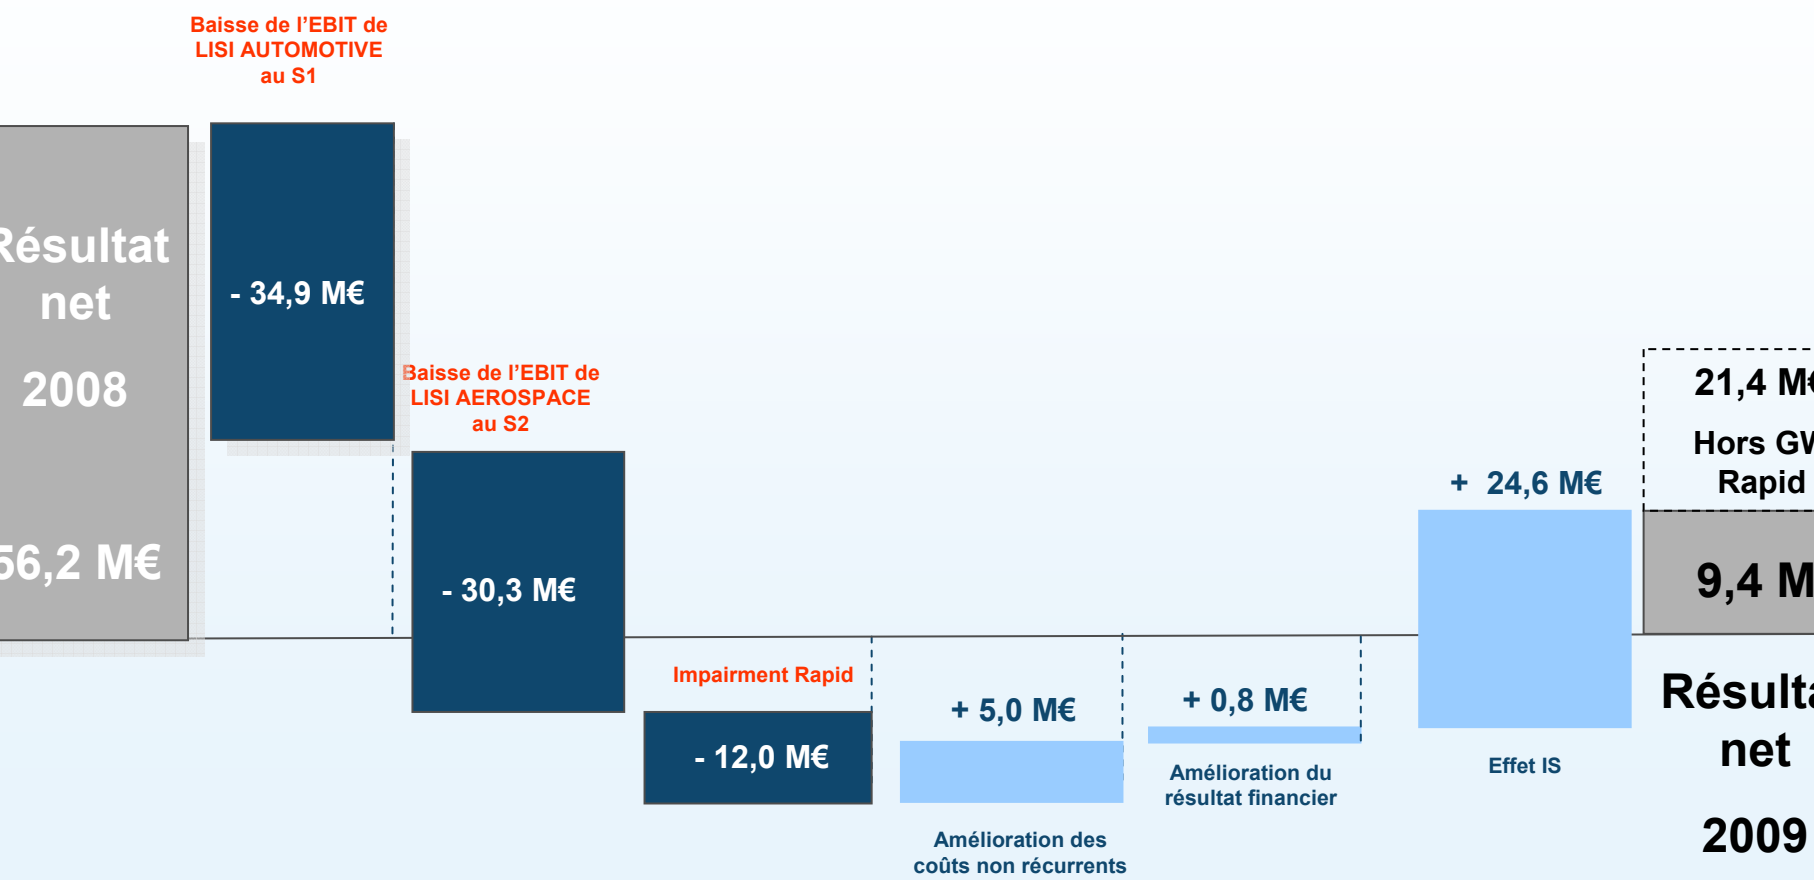 Baisse de l'EBIT de
LISI AUTOMOTIVE
au S1
Résultat
net
2008
56,2 M€
- 34,9 M€
Baisse de l'EBIT de
LISI AEROSPACE
au S2
- 30,3 M€
Impairment Rapid
- 12,0 M€
+ 5,0 M€
Amélioration des
coûts non récurrents
+ 0,8 M€
Amélioration du
résultat financier
+ 24,6 M€
Effet IS
21,4 M€
Hors GW
Rapid
9,4 M
Résulta
net
2009